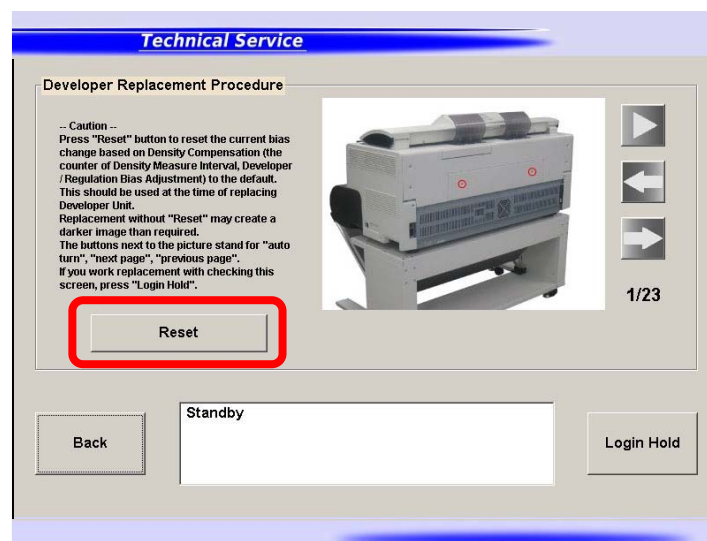 Technical Service
Developer Replacement Procedure
-- Caution --
Press "Reset" button to reset the current bias
change based on Density Compensation (the
counter of Density Measure Interval, Developer
/ Regulation Bias Adjustment) to the default.
This should be used at the time of replacing
Developer Unit.
Replacement without "Reset" may create a
darker image than required.
The buttons next to the picture stand for "auto
turn", "next page", "previous page".
If you work replacement with checking this
screen, press "Login Hold".
1/23
Reset
Standby
Back
Login Hold